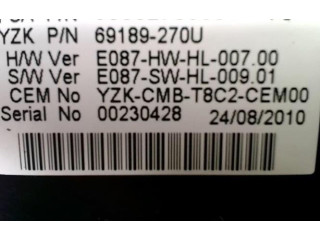 YZK P/N 69189-270U
H/W Ver E087-HW-HL-007.00
S/W Ver E087-SW-HL-009.01
CEM No YZK-CMB-T8C2-CEM00
Serial No 00230428 24/08/2010